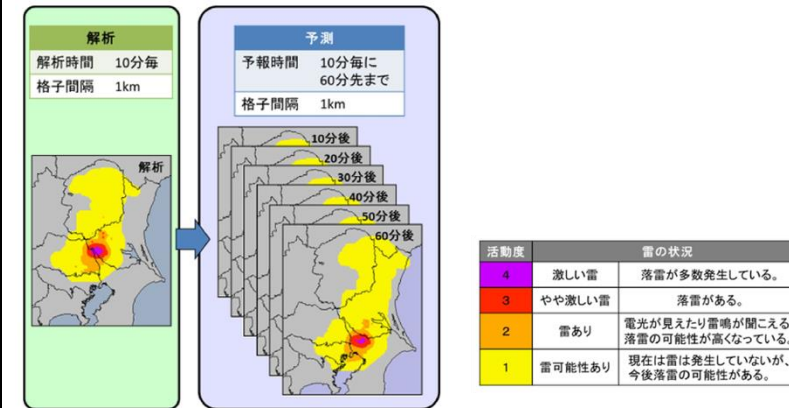 解析
解析時間 10分毎
格子間隔 1km
解析
予測
予報時間 10分毎に
60分先まで
格子間隔 1km
10分後
20分後
30分後
40分後
50分後
60分後
活動度 雷の状況
4 激しい雷 落雷が多数発生している。
3 やや激しい雷 落雷がある。
2 雷あり 電光が見えたり雷鳴が聞こえる。
落雷の可能性が高くなっている。
1 雷可能性あり 現在は雷は発生していないが、
今後落雷の可能性がある。